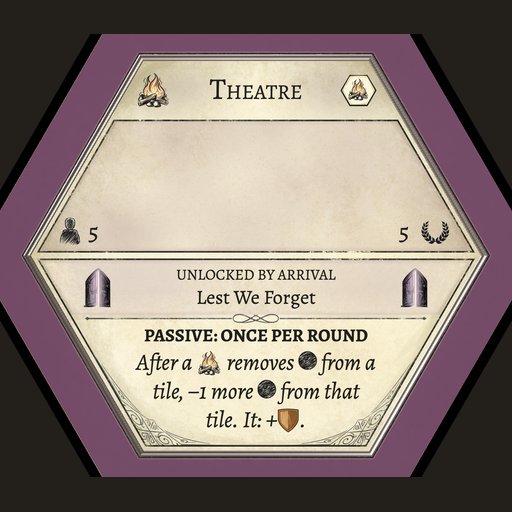 Theatre
5 5
UNLOCKED BY ARRIVAL
Lest We Forget
PASSIVE: ONCE PER ROUND
After a removes from a
tile, –1 more from that
tile. It: + .